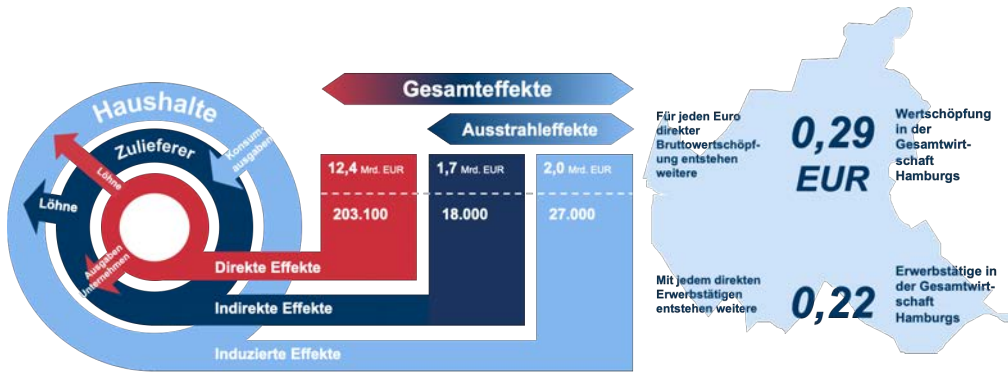 Haushalte
Zulieferer
Konsum-
ausgaben
Löhne
Löhne
Ausgaben
Unternehmen
Gesamteffekte
Ausstrahleffekte
12,4 Mrd. EUR
1,7 Mrd. EUR
2,0 Mrd. EUR
203.100
18.000
27.000
Direkte Effekte
Indirekte Effekte
Induzierte Effekte
Für jeden Euro
direkter
Bruttowertschöpf-
ung entstehen
weitere
0,29
EUR
Wertschöpfung
in der
Gesamtwirt-
schaft
Hamburgs
Mit jedem direkten
Erwerbstätigen
entstehen weitere
0,22
Erwerbstätige in
der Gesamtwirt-
schaft
Hamburgs